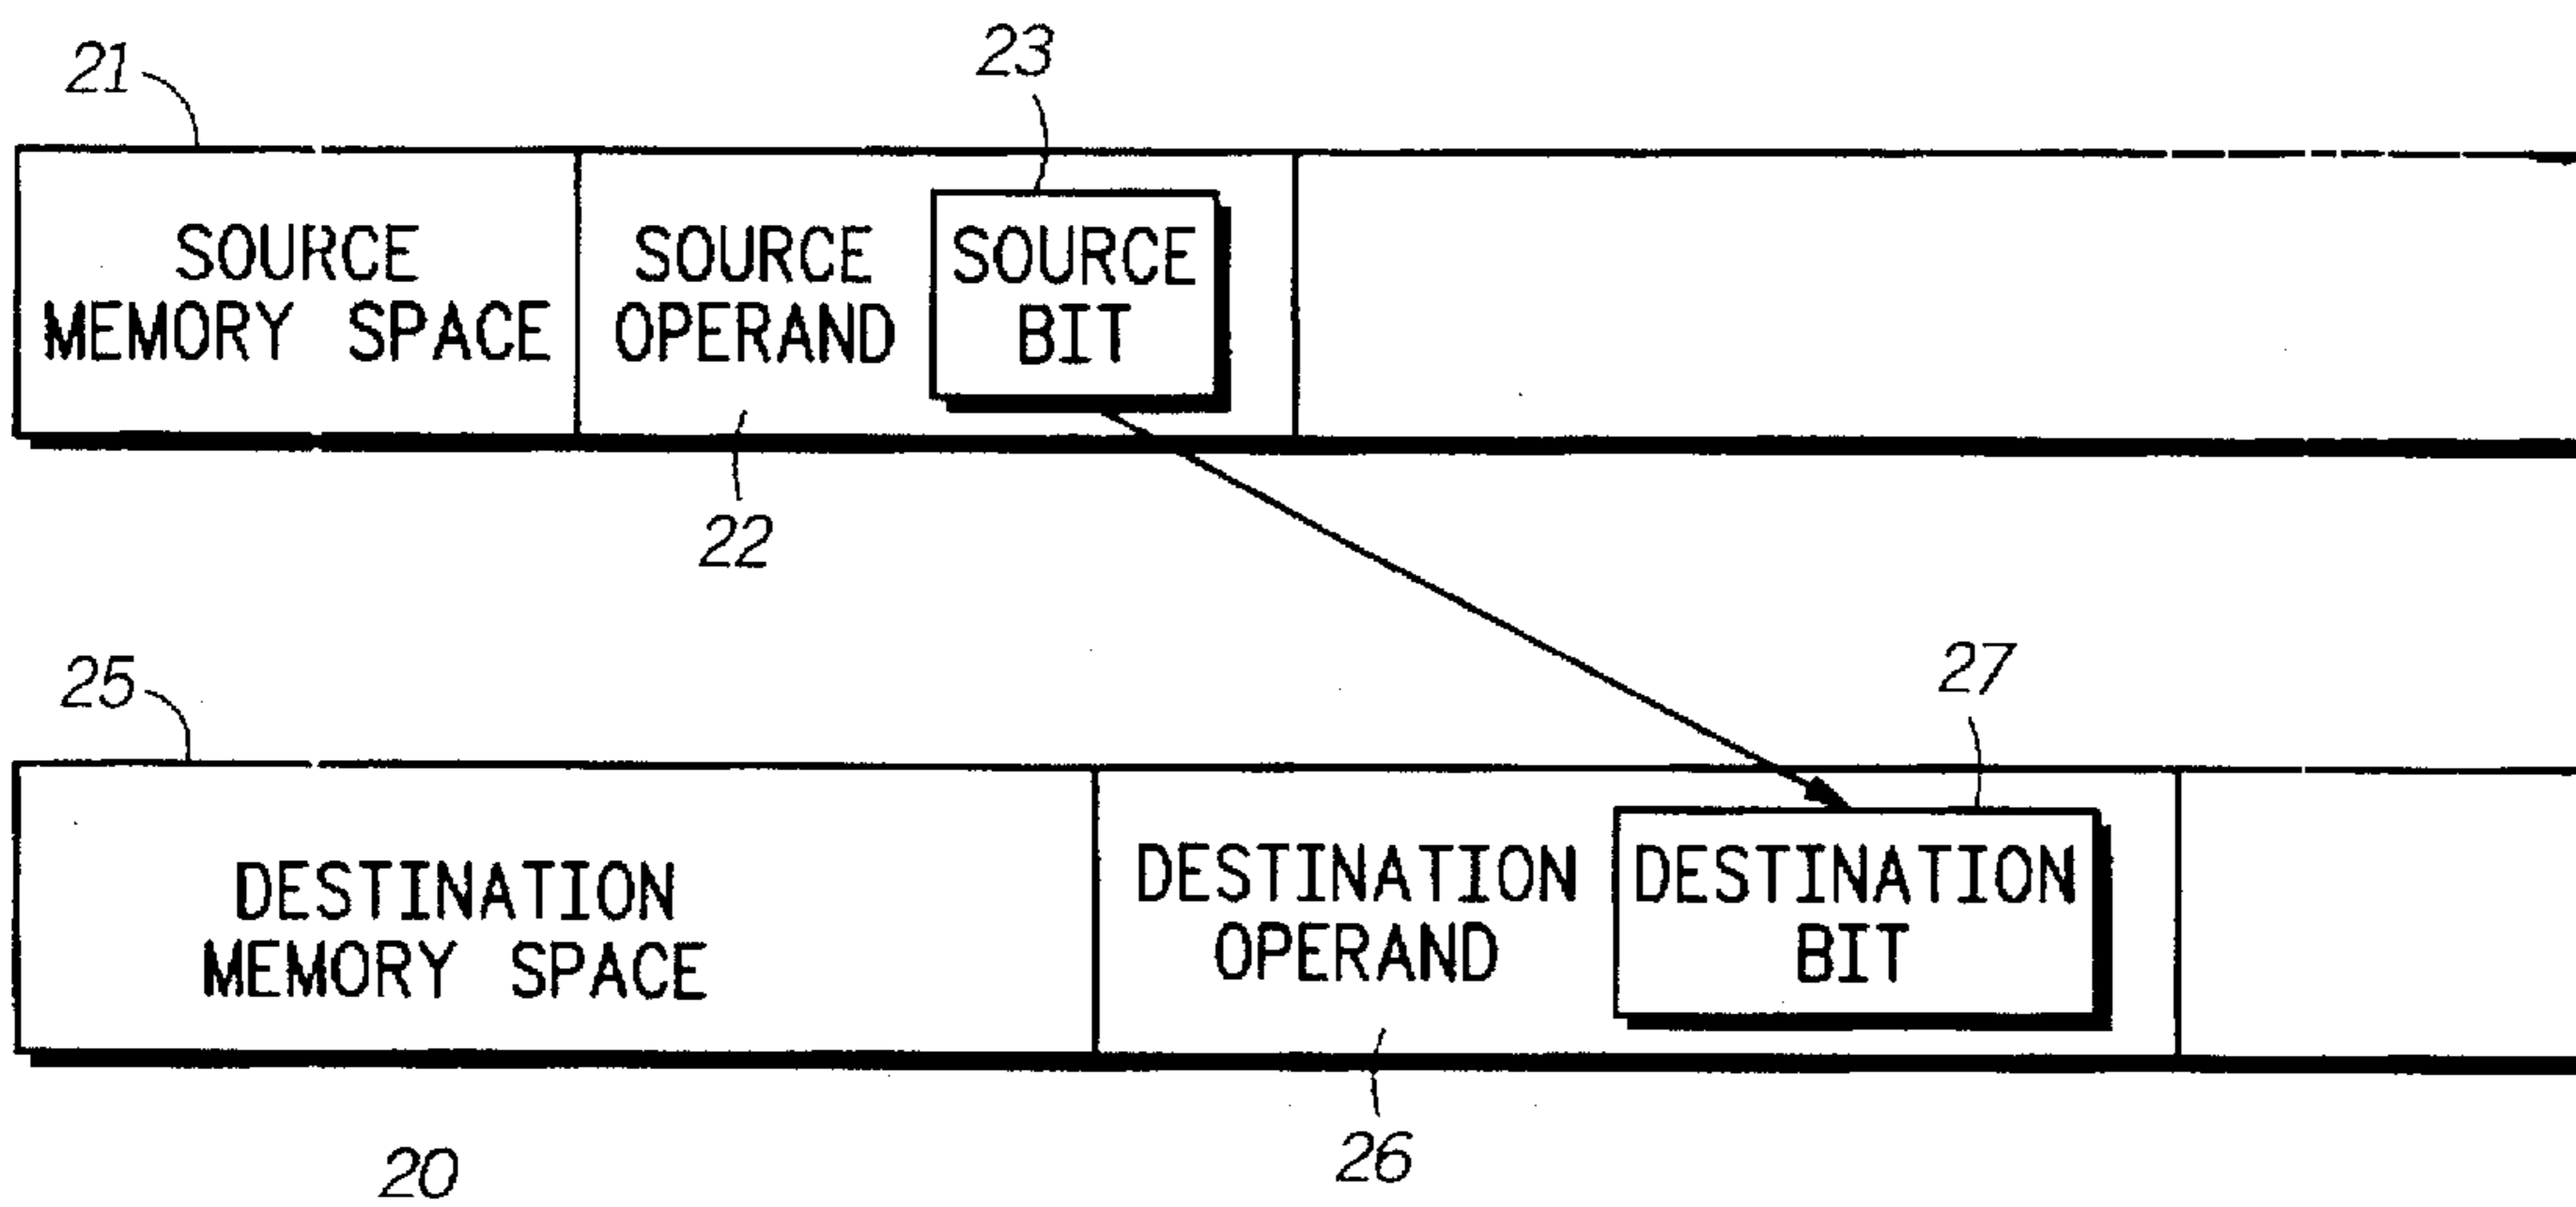 21
23
SOURCE
MEMORY SPACE
SOURCE
OPERAND
SOURCE
BIT
22
25
27
DESTINATION
MEMORY SPACE
DESTINATION
OPERAND
DESTINATION
BIT
26
20